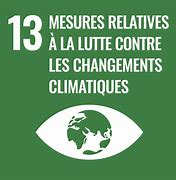 13 MESURES RELATIVES
À LA LUTTE CONTRE
LES CHANGEMENTS
CLIMATIQUES